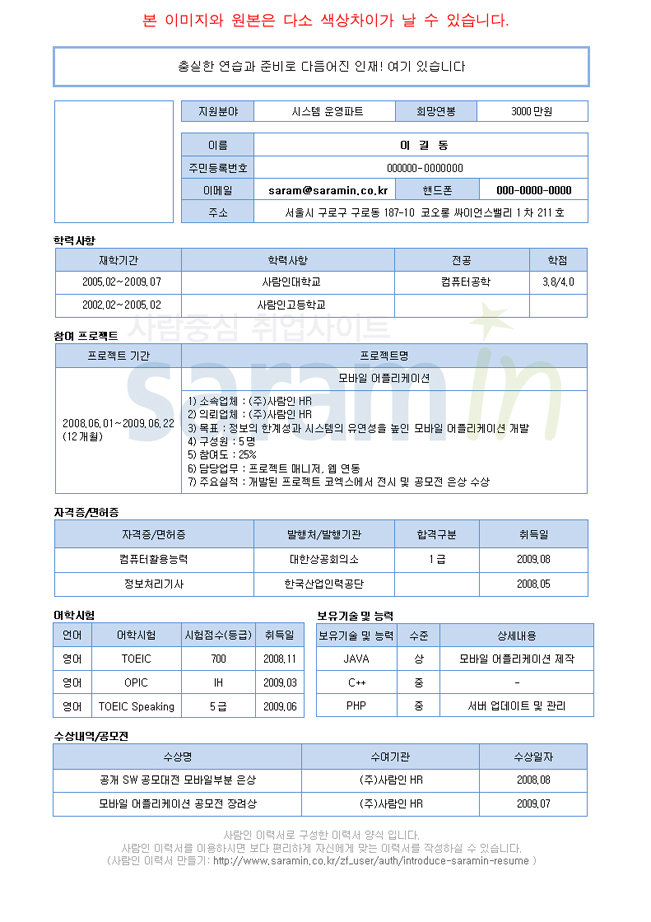 본 이미지와 원본은 다소 색상차이가 날 수 있습니다.
충실한 연습과 준비로 다듬어진 인재! 여기 있습니다
지원분야 시스템 운영파트 희망연봉 3000만원
이름 이 길 동
주민등록번호 000000-0000000
이메일 saram@saramin.co.kr 핸드폰 000-0000-0000
주소 서울시 구로구 구로동 187-10 코오롱 싸이언스밸리 1차 211호
학력사항
재학기간 학력사항 전공 학점
2005.02~2009.07 사람인대학교 컴퓨터공학 3.8/4.0
2002.02~2005.02 사람인고등학교
사람중심 취업사이트
saramin
참여 프로젝트
프로젝트 기간 프로젝트명
모바일 어플리케이션
2008.06.01~2009.06.22
(12개월)
1) 소속업체 : (주)사람인 HR
2) 의뢰업체 : (주)사람인 HR
3) 목표 : 정보의 한계성과 시스템의 유연성을 높인 모바일 어플리케이션 개발
4) 구성원 : 5명
5) 참여도 : 25%
6) 담당업무 : 프로젝트 매니저, 웹 연동
7) 주요실적 : 개발된 프로젝트 코엑스에서 전시 및 공모전 은상 수상
자격증/면허증
자격증/면허증 발행처/발행기관 합격구분 취득일
컴퓨터활용능력 대한상공회의소 1급 2009.08
정보처리기사 한국산업인력공단 2008.05
어학시험
언어 어학시험 시험점수(등급) 취득일
영어 TOEIC 700 2008.11
영어 OPIC IH 2009.03
영어 TOEIC Speaking 5급 2009.06
보유기술 및 능력
보유기술 및 능력 수준 상세내용
JAVA 상 모바일 어플리케이션 제작
C++ 중 -
PHP 중 서버 업데이트 및 관리
수상내역/공모전
수상명 수여기관 수상일자
공개 SW 공모대전 모바일부분 은상 (주)사람인 HR 2008.08
모바일 어플리케이션 공모전 장려상 (주)사람인 HR 2009.07
사람인 이력서로 구성한 이력서 양식 입니다.
사람인 이력서를 이용하시면 보다 편리하게 자신에게 맞는 이력서를 작성하실 수 있습니다.
(사람인 이력서 만들기: http://www.saramin.co.kr/zf_user/auth/introduce-saramin-resume )